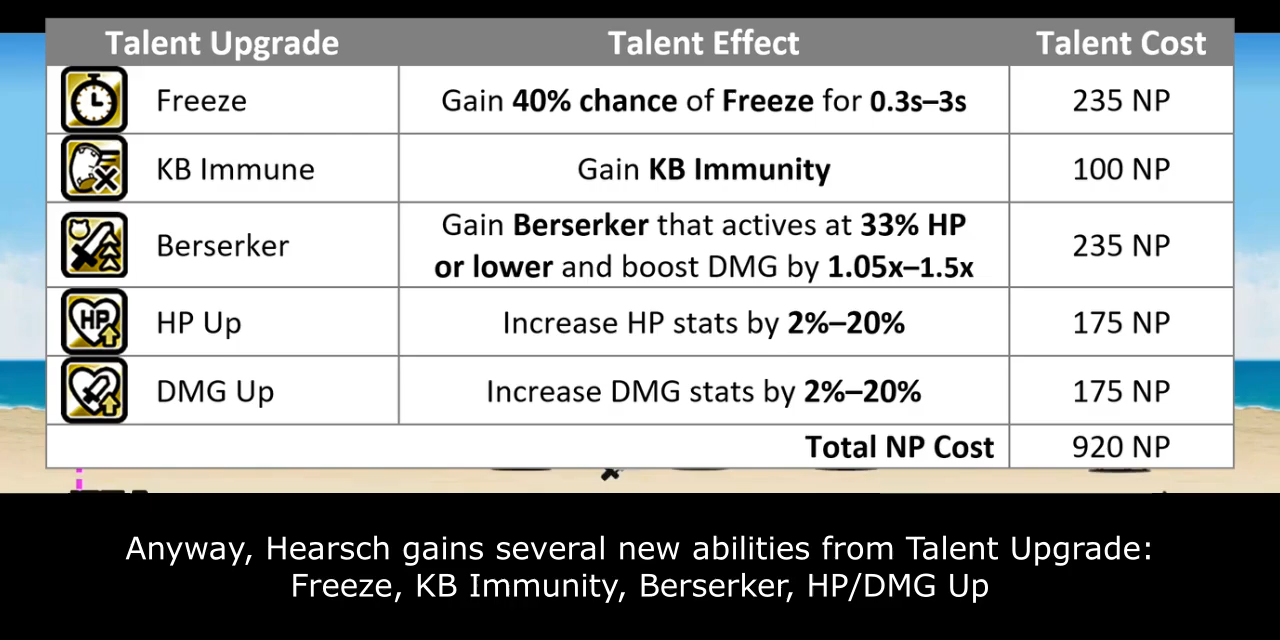 Talent Upgrade Talent Effect Talent Cost
Freeze Gain 40% chance of Freeze for 0.3s–3s 235 NP
KB Immune Gain KB Immunity 100 NP
Gain Berserker that actives at 33% HP
Berserker 235 NP
or lower and boost DMG by 1.05x–1.5x
HP
HP Up Increase HP stats by 2%–20% 175 NP
DMG Up Increase DMG stats by 2%–20% 175 NP
Total NP Cost 920 NP
Anyway, Hearsch gains several new abilities from Talent Upgrade:
Freeze, KB Immunity, Berserker, HP/DMG Up